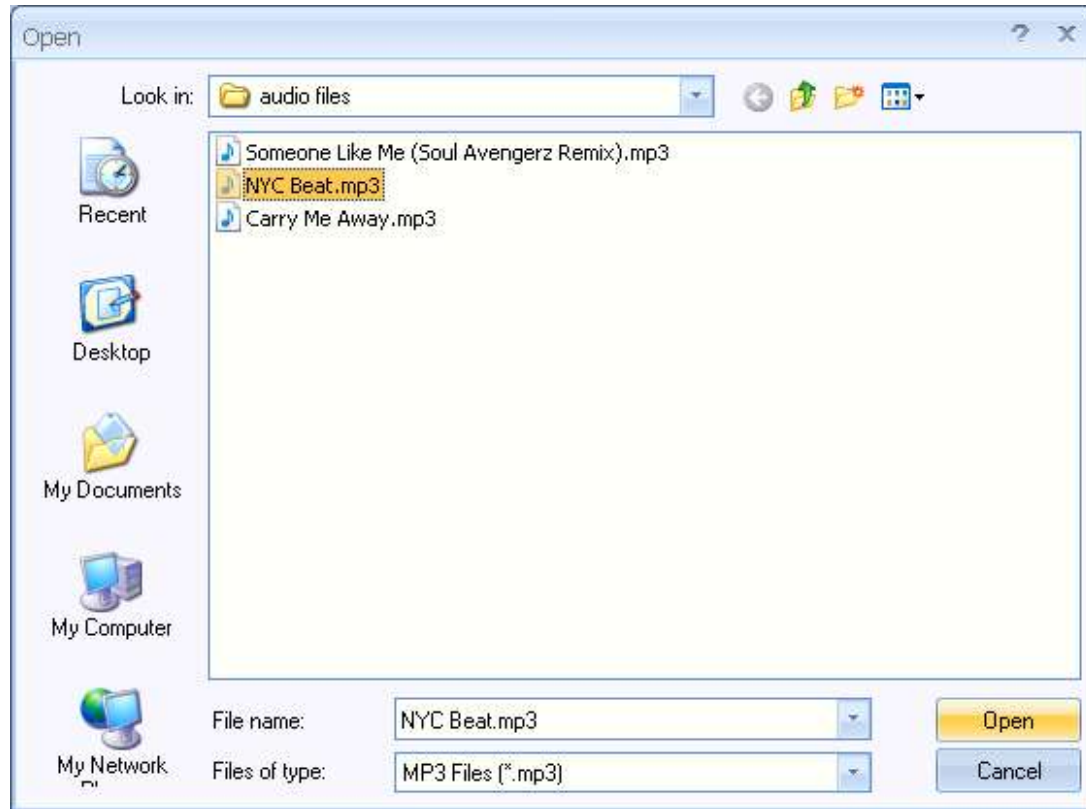 Open
Look in: audio files
Someone Like Me (Soul Avengerz Remix).mp3
NYC Beat.mp3
Carry Me Away.mp3
Recent
Desktop
My Documents
My Computer
My Network
File name: NYC Beat.mp3 Open
Files of type: MP3 Files (*.mp3) Cancel